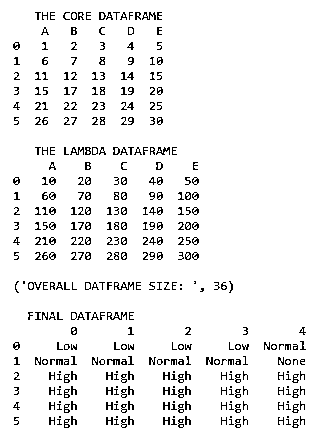 THE CORE DATAFRAME
A B C D E
0 1 2 3 4 5
1 6 7 8 9 10
2 11 12 13 14 15
3 15 17 18 19 20
4 21 22 23 24 25
5 26 27 28 29 30
THE LAMBDA DATAFRAME
A B C D E
0 10 20 30 40 50
1 60 70 80 90 100
2 110 120 130 140 150
3 150 170 180 190 200
4 210 220 230 240 250
5 260 270 280 290 300
('OVERALL DATFRAME SIZE: ', 36)
FINAL DATAFRAME
0 1 2 3 4
0 Low Low Low Low Normal
1 Normal Normal Normal Normal None
2 High High High High High
3 High High High High High
4 High High High High High
5 High High High High High